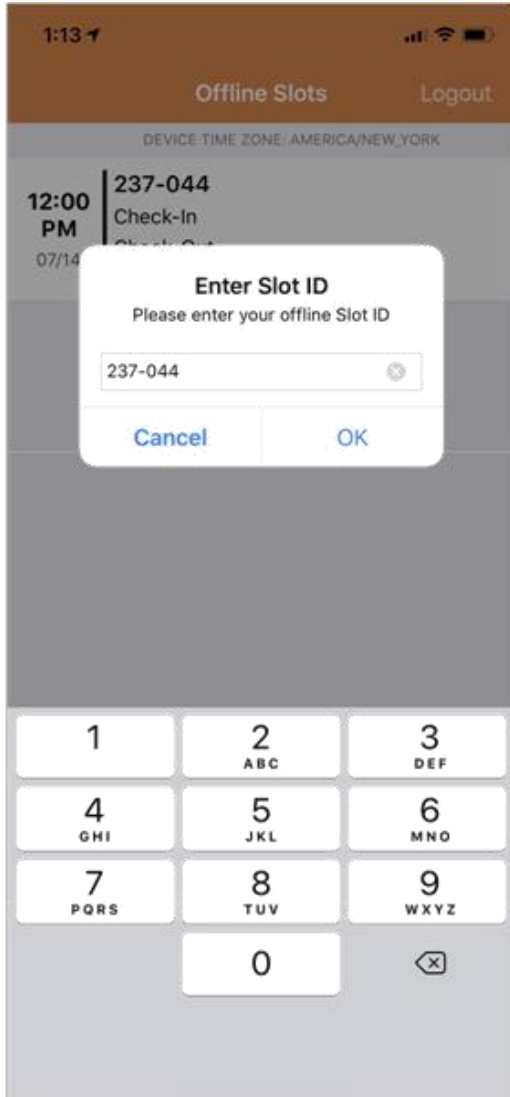 1:13
Offline Slots
Logout
DEVICE TIME ZONE: AMERICA/NEW_YORK
12:00
PM
07/14
237-044
Check-In
Check-Out
Enter Slot ID
Please enter your offline Slot ID
237-044
Cancel
OK
1
2
ABC
3
DEF
4
GHI
5
JKL
6
MNO
7
PQRS
8
TUV
9
WXYZ
0